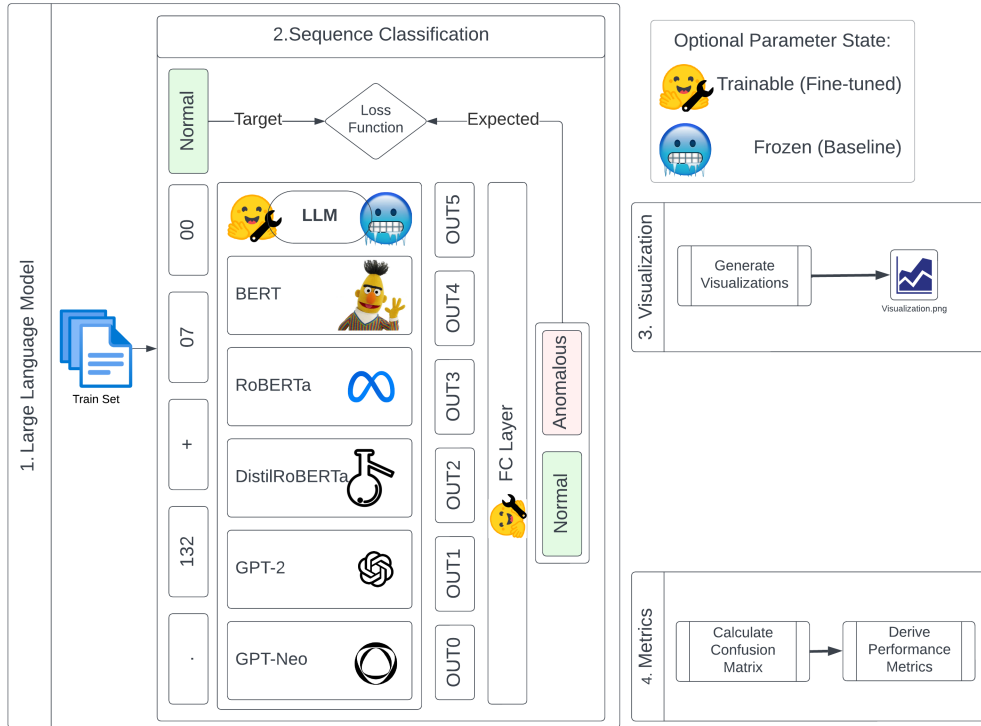 1. Large Language Model
Train Set
2.Sequence Classification
Normal
Target
Loss
Function
Expected
00
07
+
132
.
LLM
BERT
RoBERTa
DistilRoBERTa
GPT-2
GPT-Neo
OUT5
OUT4
OUT3
OUT2
OUT1
OUT0
FC Layer
Anomalous
Normal
Optional Parameter State:
Trainable (Fine-tuned)
Frozen (Baseline)
3. Visualization
Generate
Visualizations
Visualization.png
4. Metrics
Calculate
Confusion
Matrix
Derive
Performance
Metrics